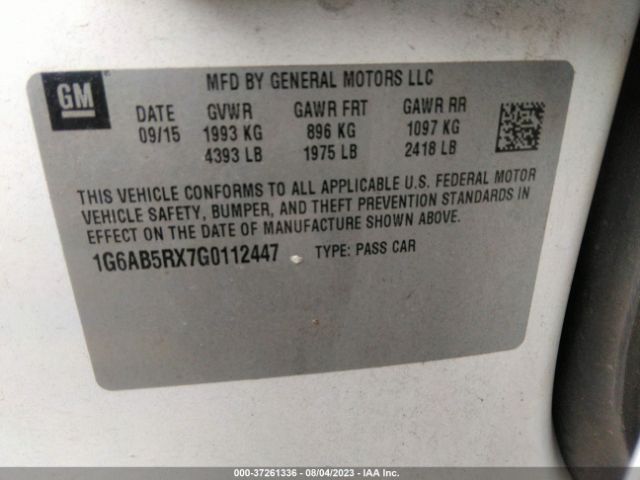 GM
MFD BY GENERAL MOTORS LLC
DATE GVWR GAWR FRT GAWR RR
09/15 1993 KG 896 KG 1097 KG
4393 LB 1975 LB 2418 LB
THIS VEHICLE CONFORMS TO ALL APPLICABLE U.S. FEDERAL MOTOR
VEHICLE SAFETY, BUMPER, AND THEFT PREVENTION STANDARDS IN
EFFECT ON THE DATE OF MANUFACTURE SHOWN ABOVE.
1G6AB5RX7G0112447 TYPE: PASS CAR
000-37261336 - 08/04/2023 - IAA Inc.